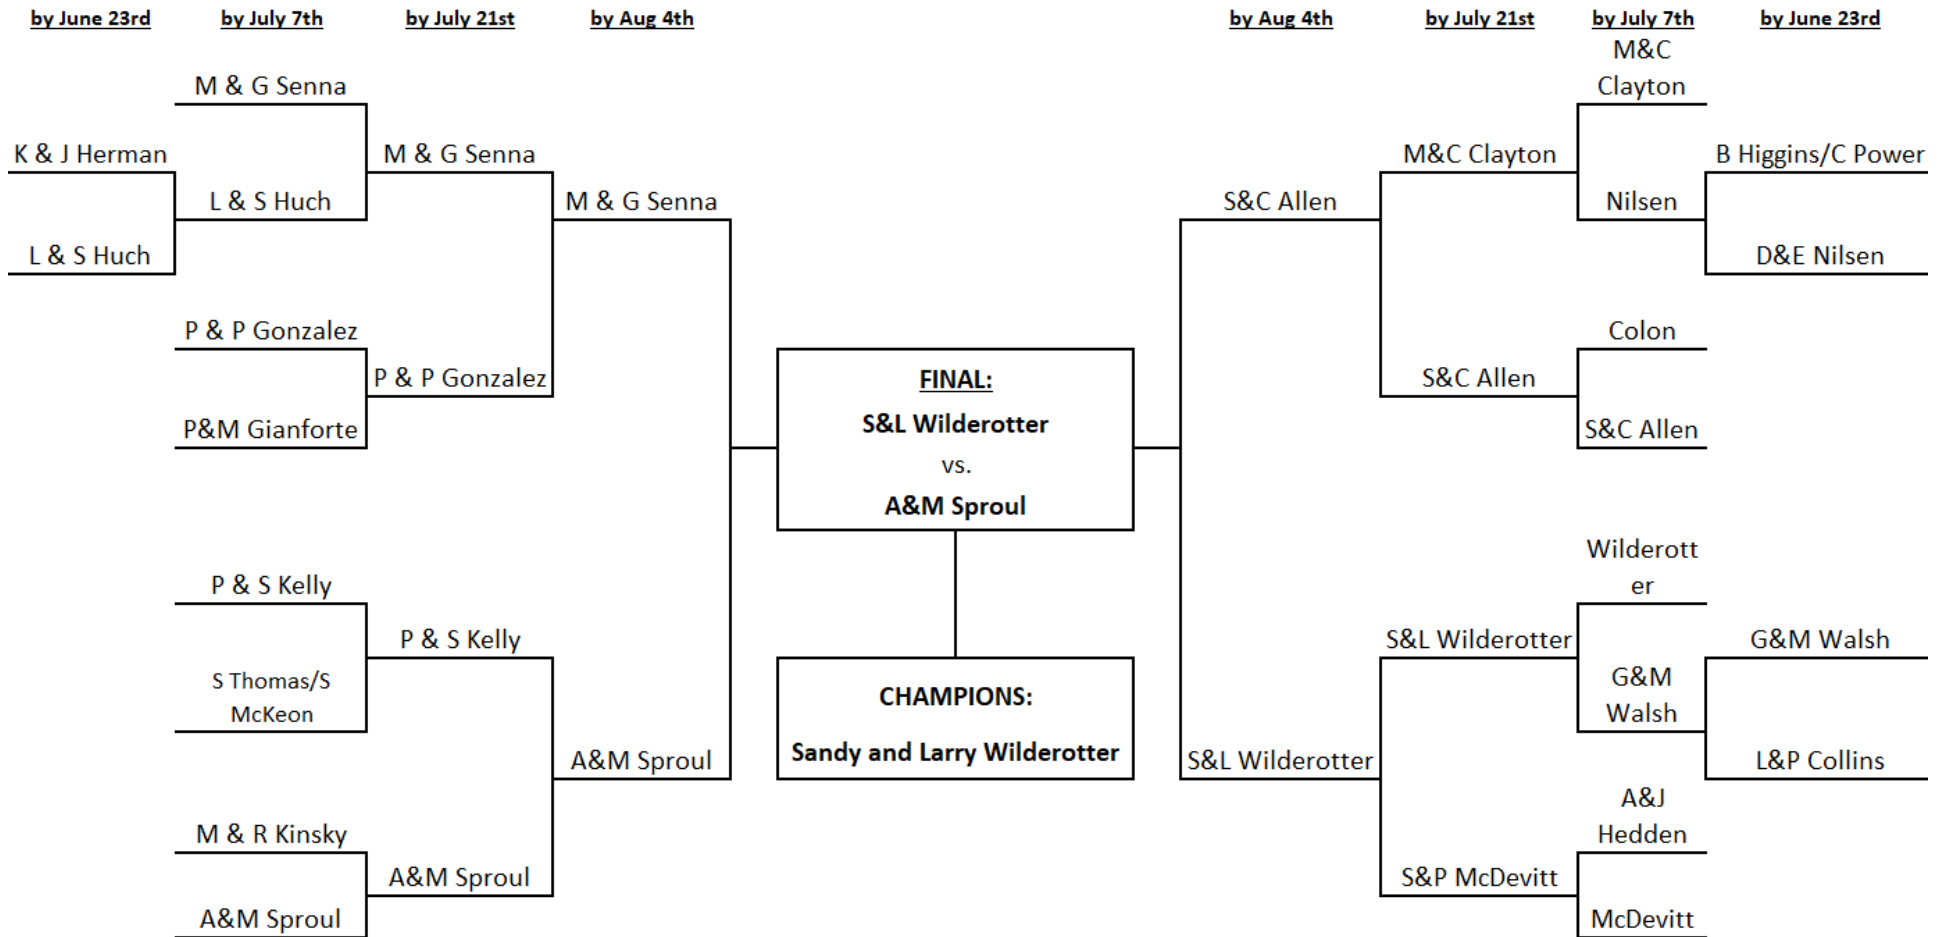 by June 23rd
by July 7th
by July 21st
by Aug 4th
by Aug 4th
by July 21st
by July 7th
by June 23rd
M & G Senna
K & J Herman
L & S Huch
L & S Huch
M & G Senna
M & G Senna
P & P Gonzalez
P & P Gonzalez
P&M Gianforte
P & S Kelly
P & S Kelly
S Thomas/S
McKeon
A&M Sproul
M & R Kinsky
A&M Sproul
A&M Sproul
FINAL:
S&L Wilderotter
vs.
A&M Sproul
CHAMPIONS:
Sandy and Larry Wilderotter
M&C
Clayton
M&C Clayton
B Higgins/C Power
S&C Allen
Nilsen
D&E Nilsen
Colon
S&C Allen
S&C Allen
Wilderott
er
S&L Wilderotter
G&M Walsh
G&M
Walsh
S&L Wilderotter
L&P Collins
A&J
Hedden
S&P McDevitt
McDevitt